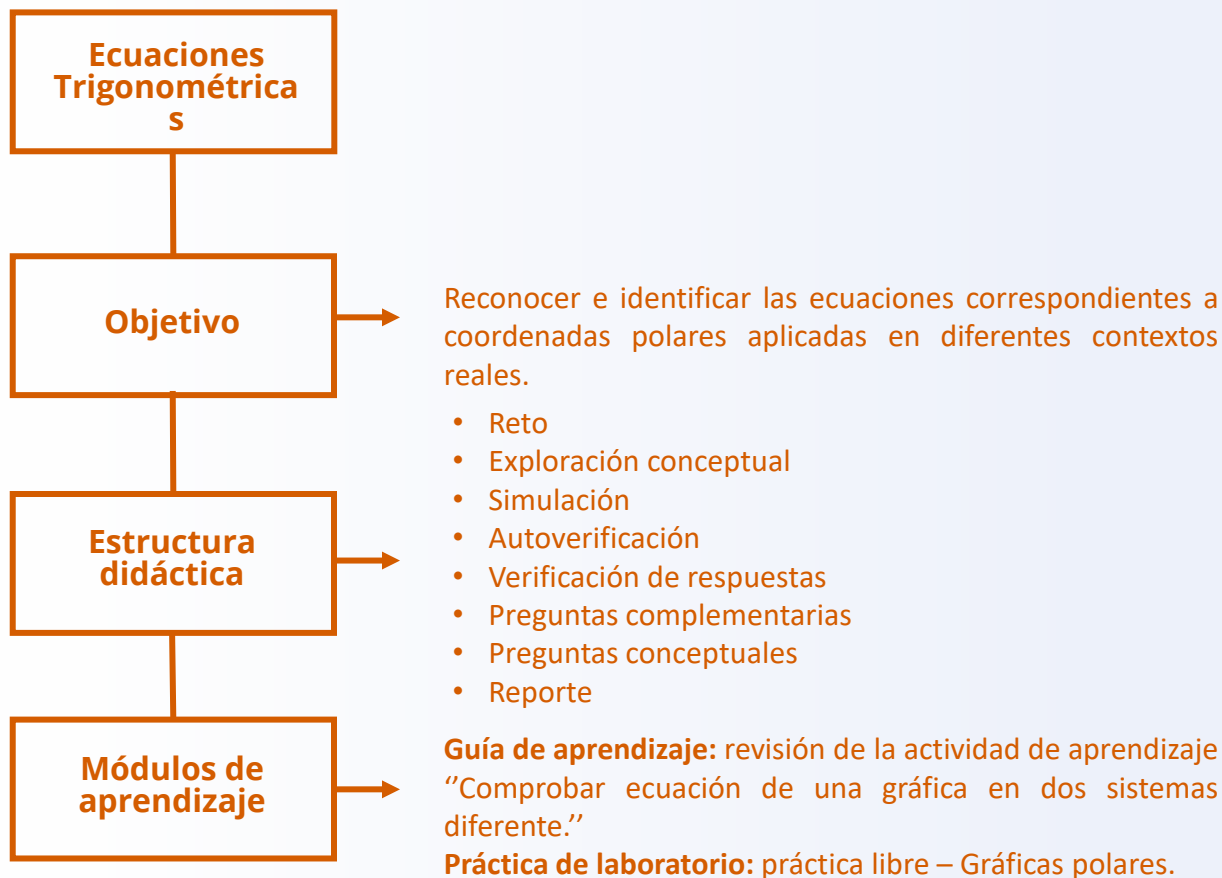 Ecuaciones
Trigonométrica
s
Objetivo
Reconocer e identificar las ecuaciones correspondientes a
coordenadas polares aplicadas en diferentes contextos
reales.
Estructura
didáctica
• Reto
• Exploración conceptual
• Simulación
• Autoverificación
• Verificación de respuestas
• Preguntas complementarias
• Preguntas conceptuales
• Reporte
Módulos de
aprendizaje
Guía de aprendizaje: revisión de la actividad de aprendizaje
‘’Comprobar ecuación de una gráfica en dos sistemas
diferente.’’
Práctica de laboratorio: práctica libre – Gráficas polares.